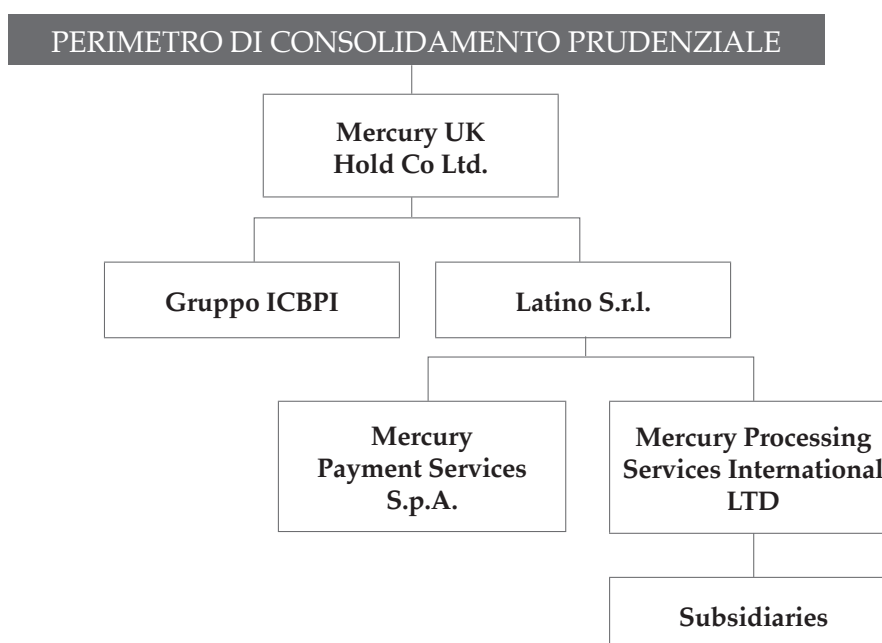 PERIMETRO DI CONSOLIDAMENTO PRUDENZIALE
Mercury UK
Hold Co Ltd.
Gruppo ICBPI
Latino S.r.l.
Mercury
Payment Services
S.p.A.
Mercury Processing
Services International
LTD
Subsidiaries